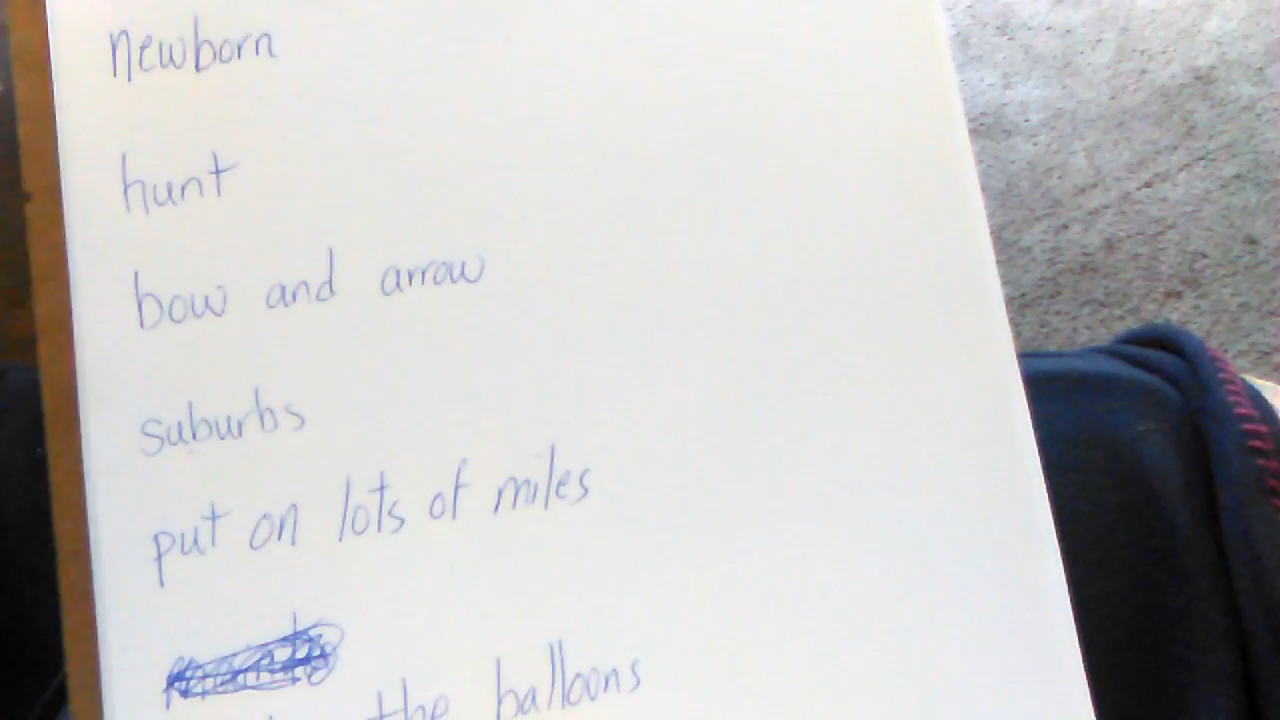 newborn
hunt
bow and arrow
suburbs
put on lots of miles
the balloons